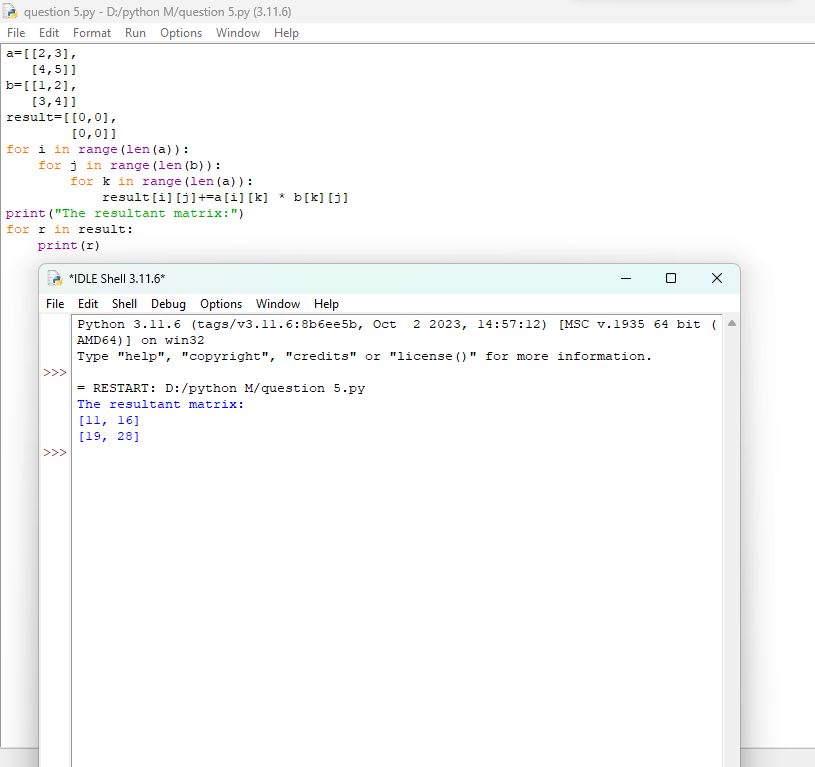 question 5.py - D:/python M/question 5.py (3.11.6)
File Edit Format Run Options Window Help
a=[[2,3],
   [4,5]]
b=[[1,2],
   [3,4]]
result=[[0,0],
        [0,0]]
for i in range(len(a)):
    for j in range(len(b)):
        for k in range(len(a)):
            result[i][j]+=a[i][k] * b[k][j]
print("The resultant matrix:")
for r in result:
    print(r)
*IDLE Shell 3.11.6*
File Edit Shell Debug Options Window Help
Python 3.11.6 (tags/v3.11.6:8b6ee5b, Oct  2 2023, 14:57:12) [MSC v.1935 64 bit (
AMD64)] on win32
Type "help", "copyright", "credits" or "license()" for more information.
>>>
= RESTART: D:/python M/question 5.py
The resultant matrix:
[11, 16]
[19, 28]
>>>